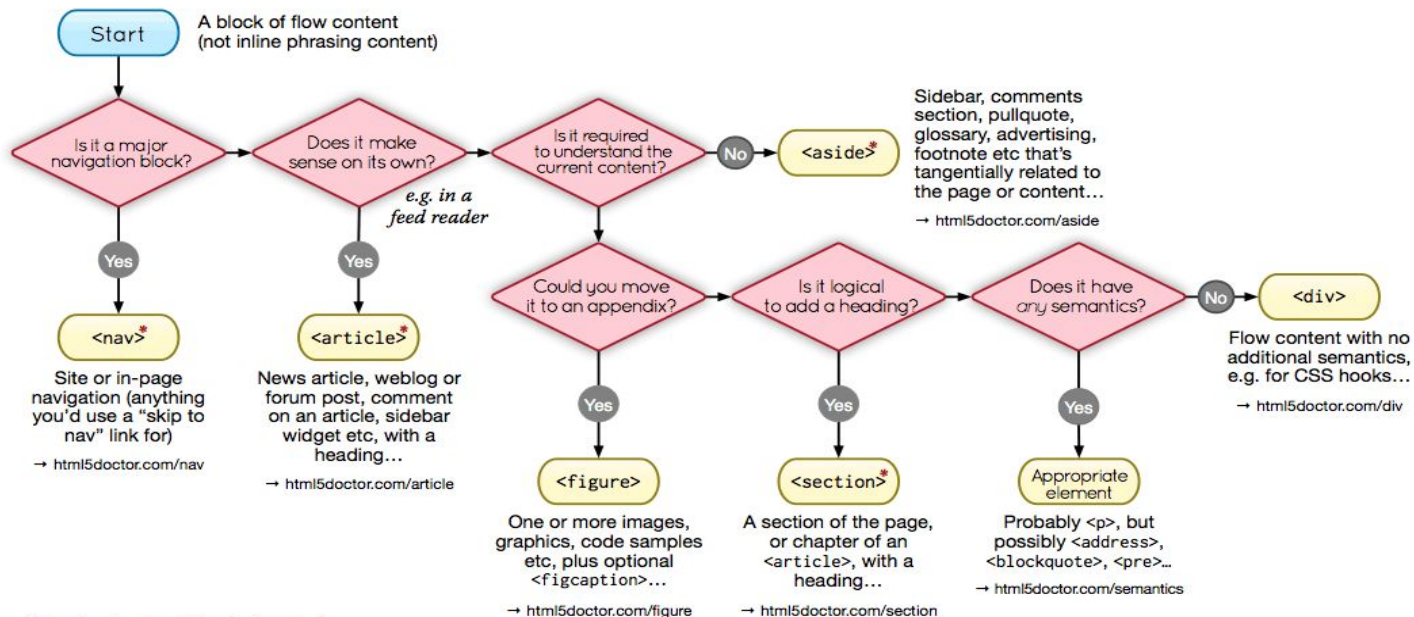 Start
A block of flow content
(not inline phrasing content)
Is it a major
navigation block?
Does it make
sense on its own?
e.g. in a
feed reader
Is it required
to understand the
current content?
No
<aside>*
Sidebar, comments
section, pullquote,
glossary, advertising,
footnote etc that's
tangentially related to
the page or content…
→ html5doctor.com/aside
Yes
<nav>*
Site or in-page
navigation (anything
you'd use a “skip to
nav” link for)
→ html5doctor.com/nav
Yes
<article>*
News article, weblog or
forum post, comment
on an article, sidebar
widget etc, with a
heading…
→ html5doctor.com/article
Could you move
it to an appendix?
Is it logical
to add a heading?
Does it have
any semantics?
No
<div>
Flow content with no
additional semantics,
e.g. for CSS hooks…
→ html5doctor.com/div
Yes
<figure>
One or more images,
graphics, code samples
etc, plus optional
<figcaption>…
→ html5doctor.com/figure
Yes
<section>*
A section of the page,
or chapter of an
<article>, with a
heading…
→ html5doctor.com/section
Yes
Appropriate
element
Probably <p>, but
possibly <address>,
<blockquote>, <pre>…
→ html5doctor.com/semantics